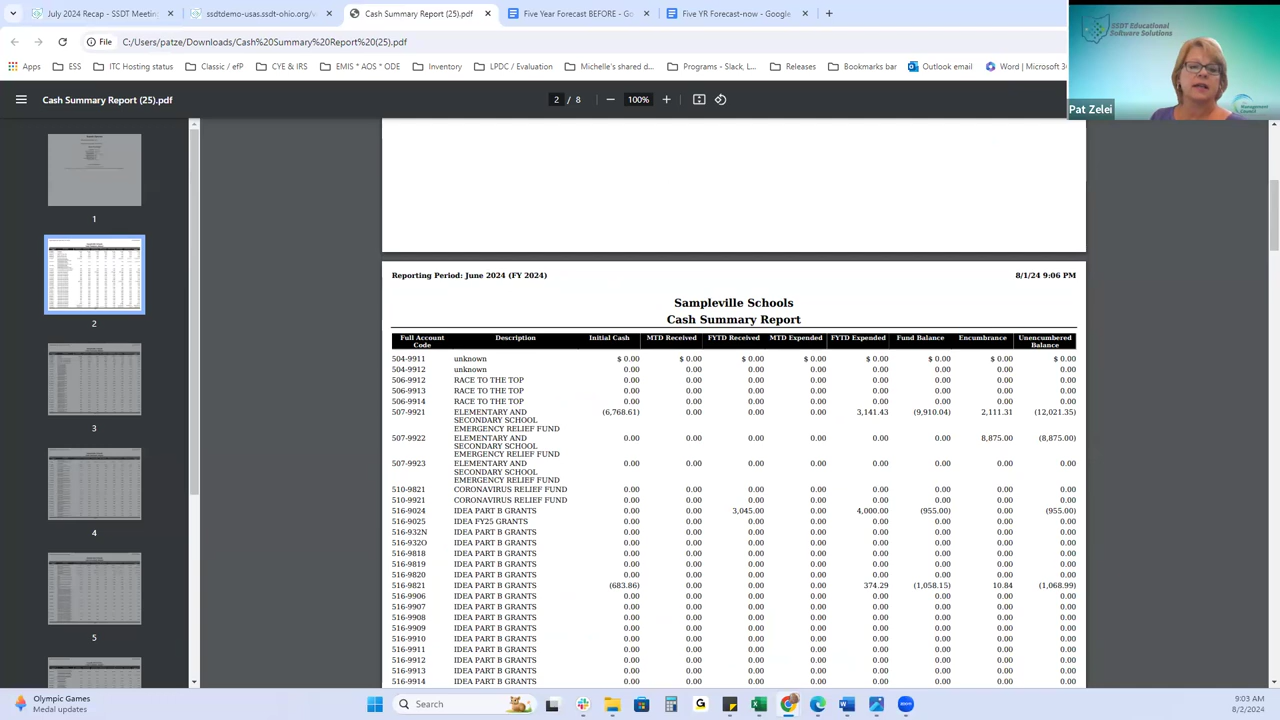 July 2024 Recap - SSDT Meetin
ssdtdemo-usas.ssdt-ohio.org/
Cash Summary Report (25).pdf
Five Year Forecast BEFORE - Go
Five YR Forecast-now - Google
File C:/Users/patze/Downloads/Cash%20Summary%20Report%20(25).pdf
Apps ESS ITC Hosting status Classic / efP CYE & IRS EMIS * AOS * ODE Inventory LPDC / Evaluation Michelle's shared d... Programs - Slack, L... Releases Bookmarks bar Outlook email Word | Microsoft 3
SSDT Educational
Software Solutions
Management
Council
Pat Zelei
Cash Summary Report (25).pdf 2 / 8 100%
1
2
3
4
5
Reporting Period: June 2024 (FY 2024) 8/1/24 9:06 PM
Sampleville Schools
Cash Summary Report
Full Account Code Description Initial Cash MTD Received FYTD Received MTD Expended FYTD Expended Fund Balance Encumbrance Unencumbered Balance
504-9911 unknown $ 0.00 $ 0.00 $ 0.00 $ 0.00 $ 0.00 $ 0.00 $ 0.00 $ 0.00
504-9912 unknown 0.00 0.00 0.00 0.00 0.00 0.00 0.00 0.00
506-9912 RACE TO THE TOP 0.00 0.00 0.00 0.00 0.00 0.00 0.00 0.00
506-9913 RACE TO THE TOP 0.00 0.00 0.00 0.00 0.00 0.00 0.00 0.00
506-9914 RACE TO THE TOP 0.00 0.00 0.00 0.00 0.00 0.00 0.00 0.00
507-9921 ELEMENTARY AND (6,768.61) 0.00 0.00 0.00 3,141.43 (9,910.04) 2,111.31 (12,021.35)
SECONDARY SCHOOL
EMERGENCY RELIEF FUND
507-9922 ELEMENTARY AND 0.00 0.00 0.00 0.00 0.00 0.00 8,875.00 (8,875.00)
SECONDARY SCHOOL
EMERGENCY RELIEF FUND
507-9923 ELEMENTARY AND 0.00 0.00 0.00 0.00 0.00 0.00 0.00 0.00
SECONDARY SCHOOL
EMERGENCY RELIEF FUND
510-9821 CORONAVIRUS RELIEF FUND 0.00 0.00 0.00 0.00 0.00 0.00 0.00 0.00
510-9921 CORONAVIRUS RELIEF FUND 0.00 0.00 0.00 0.00 0.00 0.00 0.00 0.00
516-9024 IDEA PART B GRANTS 0.00 0.00 3,045.00 0.00 4,000.00 (955.00) 0.00 (955.00)
516-9025 IDEA FY25 GRANTS 0.00 0.00 0.00 0.00 0.00 0.00 0.00 0.00
516-932N IDEA PART B GRANTS 0.00 0.00 0.00 0.00 0.00 0.00 0.00 0.00
516-932O IDEA PART B GRANTS 0.00 0.00 0.00 0.00 0.00 0.00 0.00 0.00
516-9818 IDEA PART B GRANTS 0.00 0.00 0.00 0.00 0.00 0.00 0.00 0.00
516-9819 IDEA PART B GRANTS 0.00 0.00 0.00 0.00 0.00 0.00 0.00 0.00
516-9820 IDEA PART B GRANTS 0.00 0.00 0.00 0.00 0.00 0.00 0.00 0.00
516-9821 IDEA PART B GRANTS (683.86) 0.00 0.00 0.00 374.29 (1,058.15) 10.84 (1,068.99)
516-9906 IDEA PART B GRANTS 0.00 0.00 0.00 0.00 0.00 0.00 0.00 0.00
516-9907 IDEA PART B GRANTS 0.00 0.00 0.00 0.00 0.00 0.00 0.00 0.00
516-9908 IDEA PART B GRANTS 0.00 0.00 0.00 0.00 0.00 0.00 0.00 0.00
516-9909 IDEA PART B GRANTS 0.00 0.00 0.00 0.00 0.00 0.00 0.00 0.00
516-9910 IDEA PART B GRANTS 0.00 0.00 0.00 0.00 0.00 0.00 0.00 0.00
516-9911 IDEA PART B GRANTS 0.00 0.00 0.00 0.00 0.00 0.00 0.00 0.00
516-9912 IDEA PART B GRANTS 0.00 0.00 0.00 0.00 0.00 0.00 0.00 0.00
516-9913 IDEA PART B GRANTS 0.00 0.00 0.00 0.00 0.00 0.00 0.00 0.00
516-9914 IDEA PART B GRANTS 0.00 0.00 0.00 0.00 0.00 0.00 0.00 0.00
Olympic Games
Medal updates
Search
9:03 AM
8/2/2024